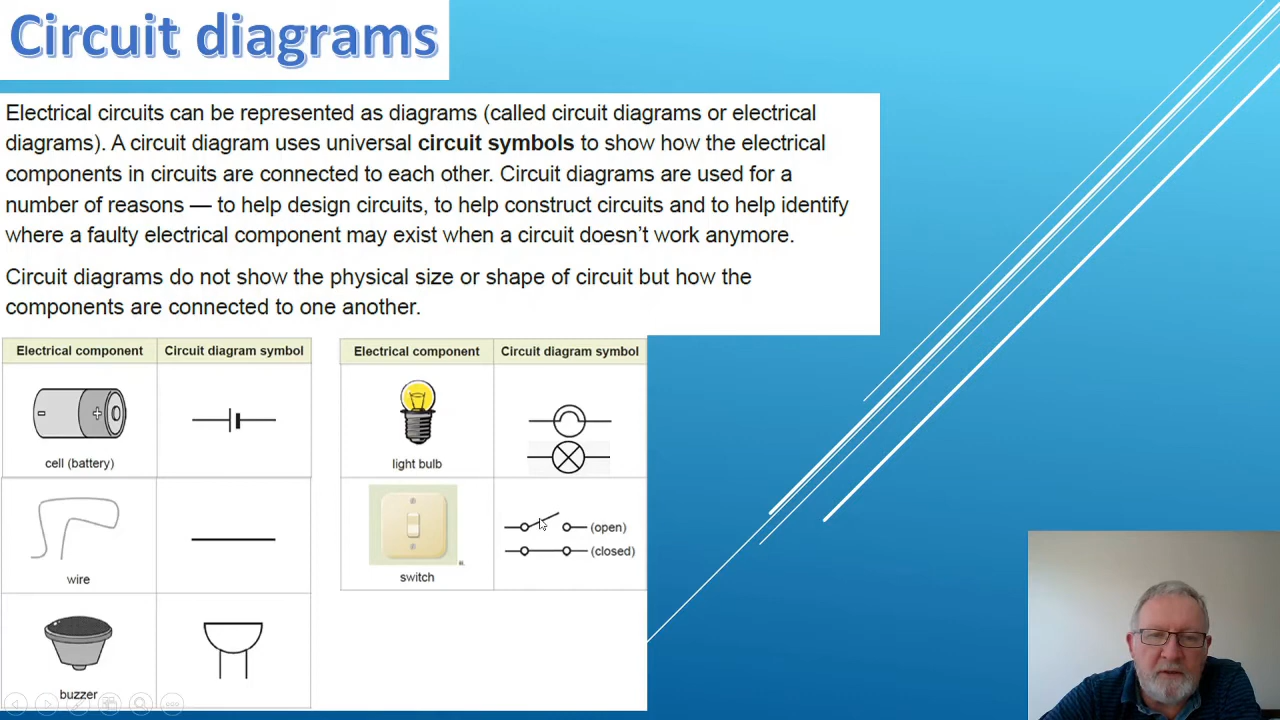 Circuit diagrams
Electrical circuits can be represented as diagrams (called circuit diagrams or electrical
diagrams). A circuit diagram uses universal circuit symbols to show how the electrical
components in circuits are connected to each other. Circuit diagrams are used for a
number of reasons — to help design circuits, to help construct circuits and to help identify
where a faulty electrical component may exist when a circuit doesn't work anymore.
Circuit diagrams do not show the physical size or shape of circuit but how the
components are connected to one another.
Electrical component
Circuit diagram symbol
- +
cell (battery)
wire
buzzer
Electrical component
Circuit diagram symbol
light bulb
switch
(open)
(closed)